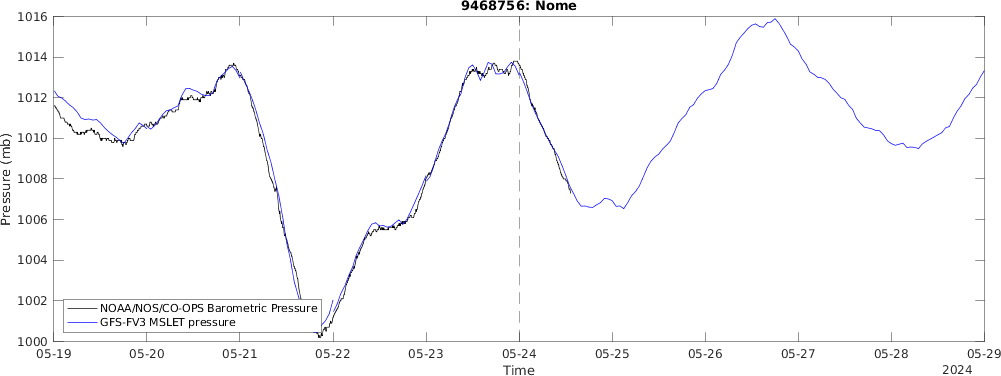 9468756: Nome
1016
1014
1012
1010
1008
1006
1004
1002
1000
Pressure (mb)
NOAA/NOS/CO-OPS Barometric Pressure
GFS-FV3 MSLET pressure
05-19 05-20 05-21 05-22 05-23 05-24 05-25 05-26 05-27 05-28 05-29
Time
2024